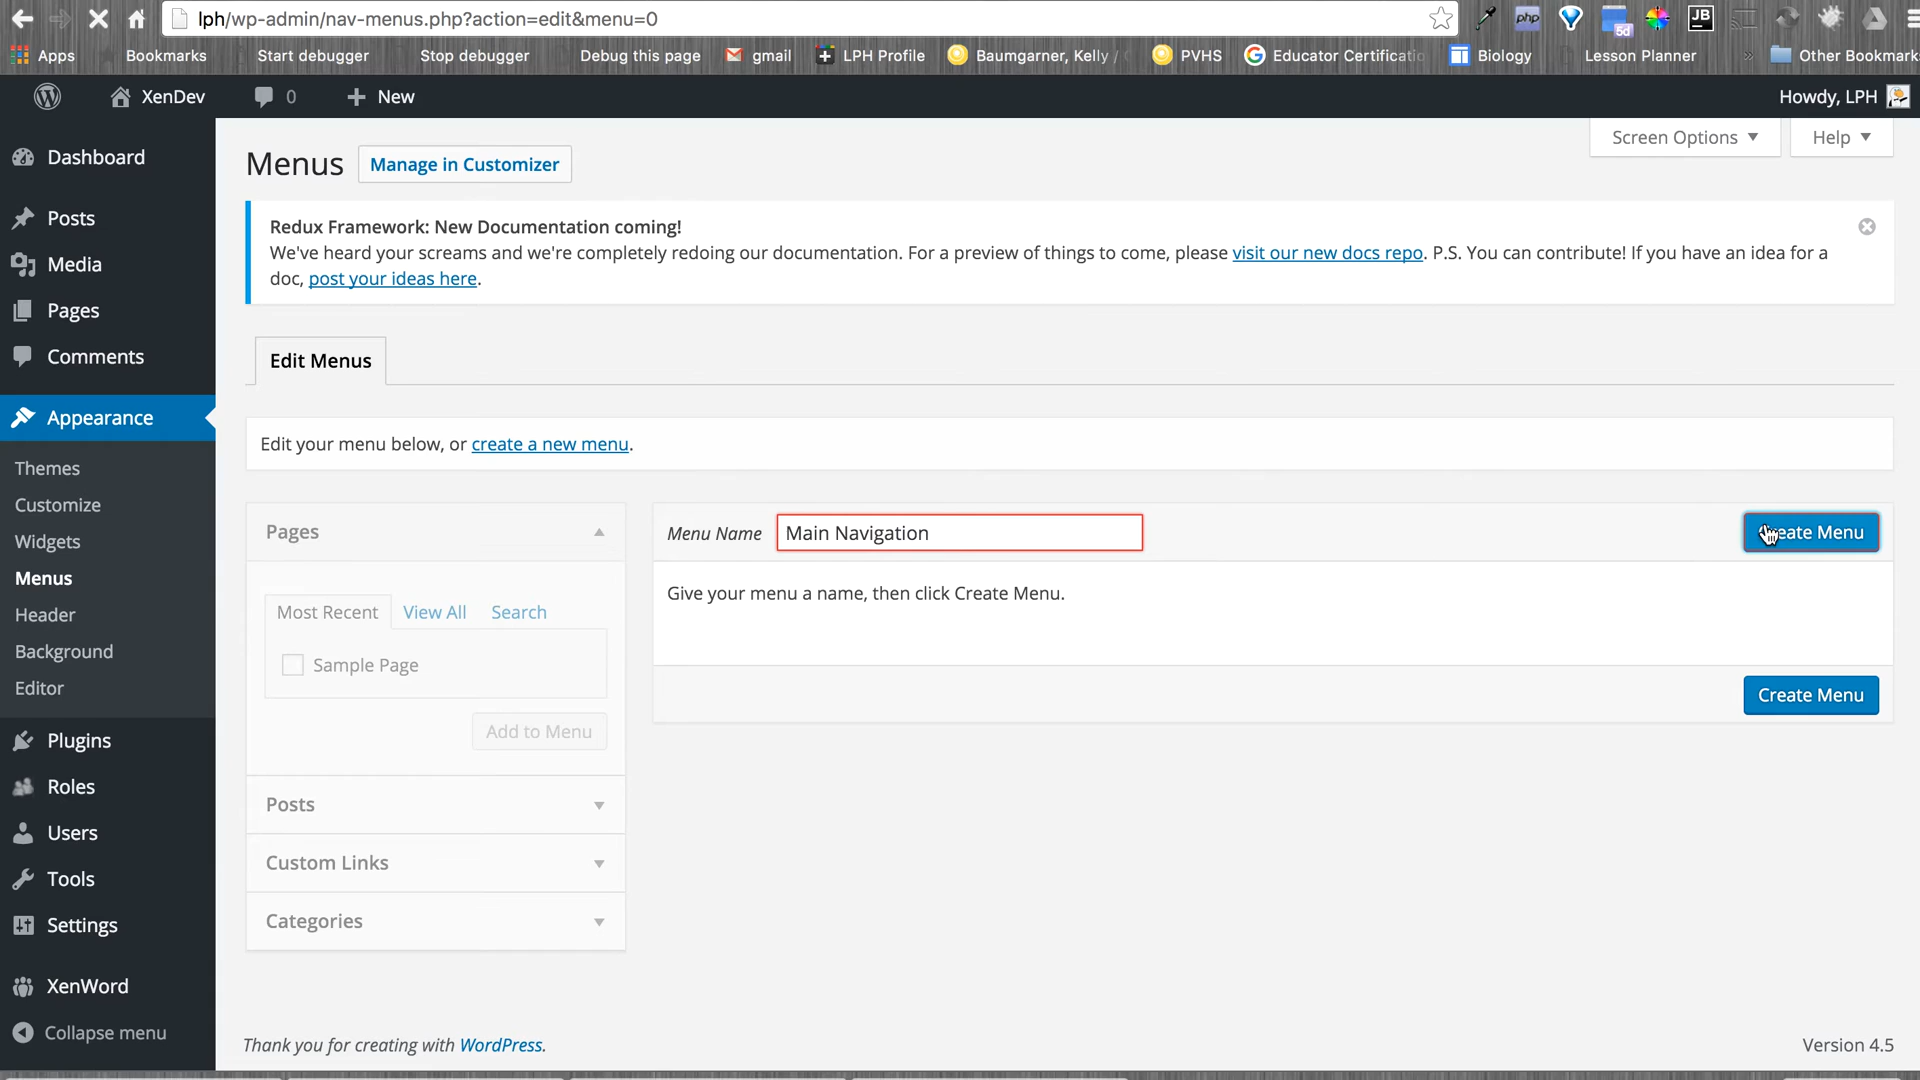 lph/wp-admin/nav-menus.php?action=edit&menu=0
php
5d
JB
Apps Bookmarks Start debugger Stop debugger Debug this page gmail LPH Profile Baumgarner, Kelly / PVHS Educator Certificatic Biology Lesson Planner » Other Bookmarks
XenDev 0 New Howdy, LPH
Screen Options Help
Dashboard
Posts
Media
Pages
Comments
Appearance
Themes
Customize
Widgets
Menus
Header
Background
Editor
Plugins
Roles
Users
Tools
Settings
XenWord
Collapse menu
Menus Manage in Customizer
Redux Framework: New Documentation coming!
We've heard your screams and we're completely redoing our documentation. For a preview of things to come, please visit our new docs repo. P.S. You can contribute! If you have an idea for a
doc, post your ideas here.
Edit Menus
Edit your menu below, or create a new menu.
Pages
Most Recent View All Search
Sample Page
Add to Menu
Posts
Custom Links
Categories
Menu Name Main Navigation Create Menu
Give your menu a name, then click Create Menu.
Create Menu
Thank you for creating with WordPress.
Version 4.5